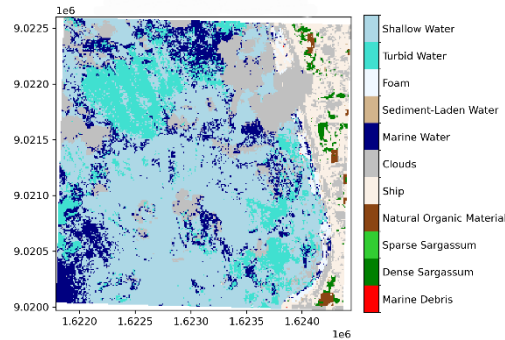 1e6
9.0225
9.0220
9.0215
9.0210
9.0205
9.0200
1.6220 1.6225 1.6230 1.6235 1.6240
1e6
Shallow Water
Turbid Water
Foam
Sediment-Laden Water
Marine Water
Clouds
Ship
Natural Organic Material
Sparse Sargassum
Dense Sargassum
Marine Debris